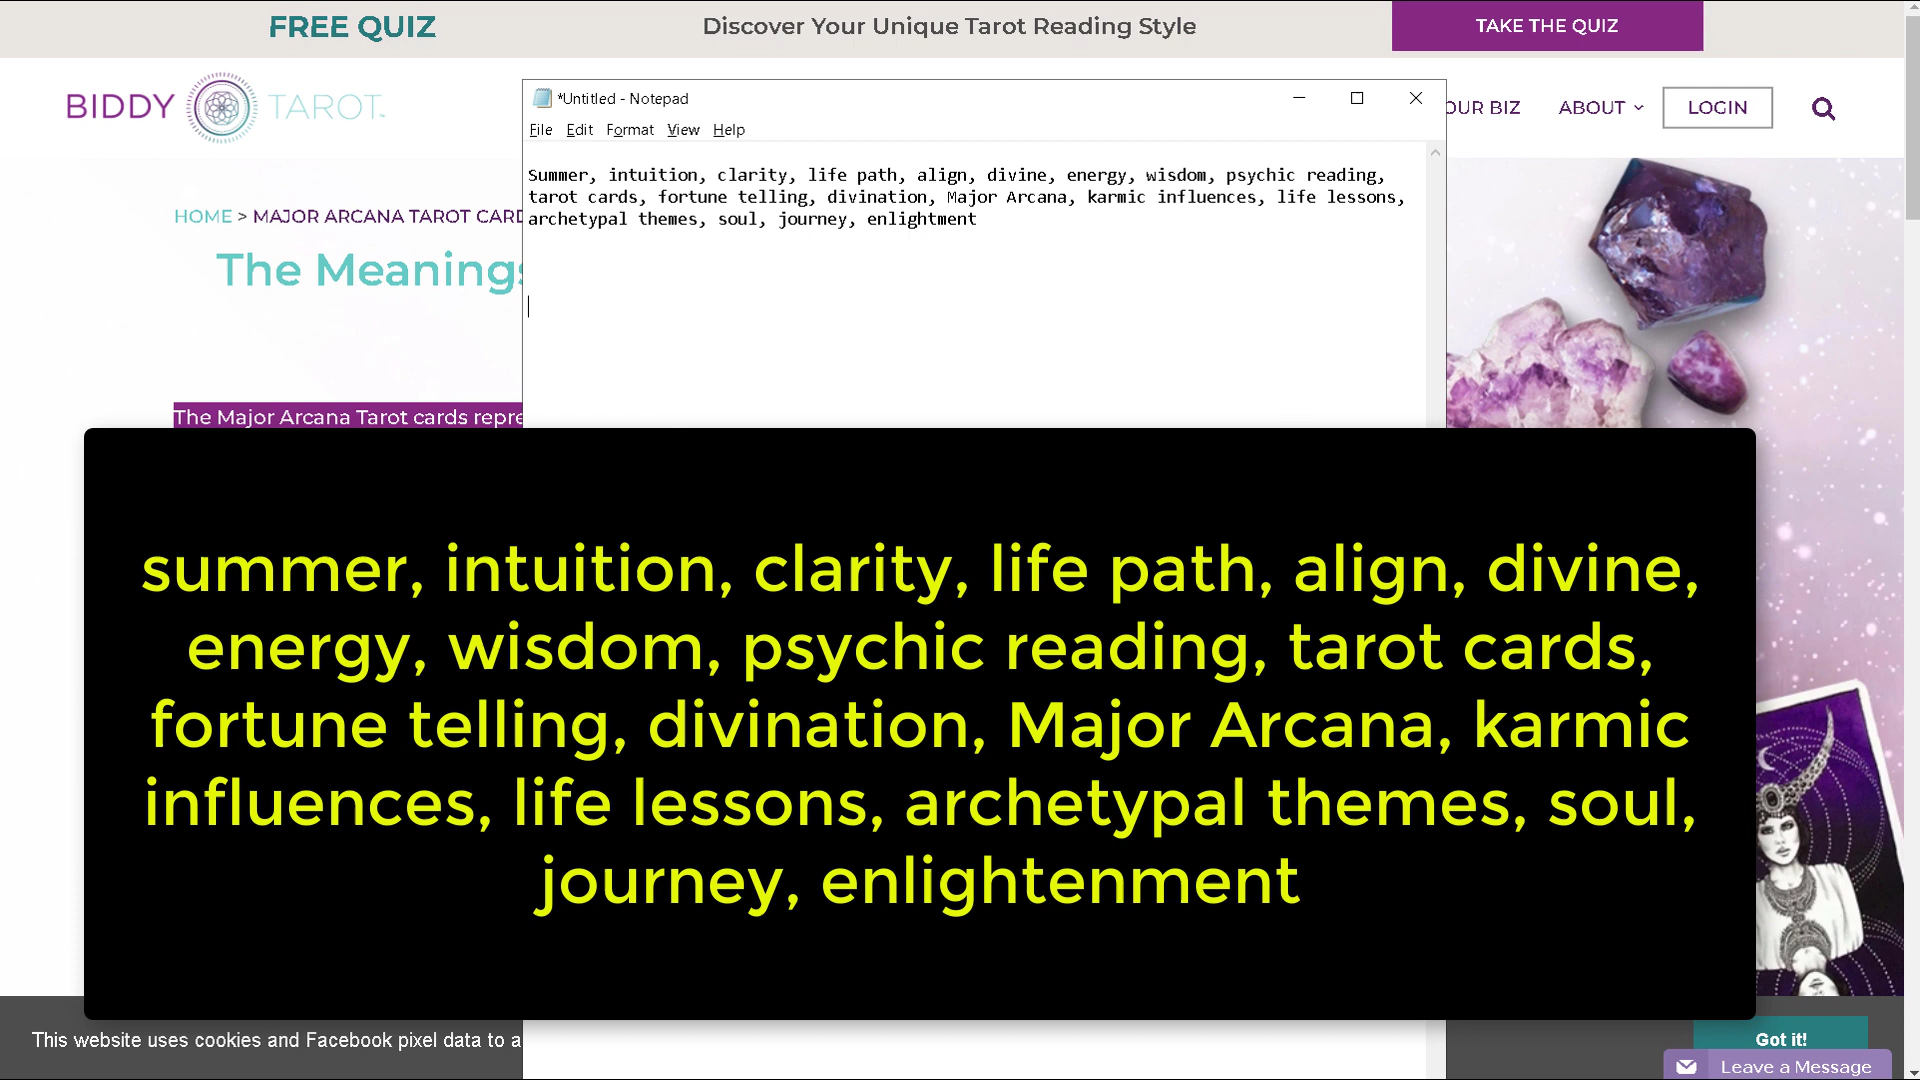 FREE QUIZ
Discover Your Unique Tarot Reading Style
TAKE THE QUIZ
BIDDY TAROT
*Untitled - Notepad
OUR BIZ
ABOUT
LOGIN
File Edit Format View Help
Summer, intuition, clarity, life path, align, divine, energy, wisdom, psychic reading,
tarot cards, fortune telling, divination, Major Arcana, karmic influences, life lessons,
archetypal themes, soul, journey, enlightment
HOME > MAJOR ARCANA TAROT CARD
The Meanings
The Major Arcana Tarot cards repre
summer, intuition, clarity, life path, align, divine,
energy, wisdom, psychic reading, tarot cards,
fortune telling, divination, Major Arcana, karmic
influences, life lessons, archetypal themes, soul,
journey, enlightenment
This website uses cookies and Facebook pixel data to a
Got it!
Leave a Message